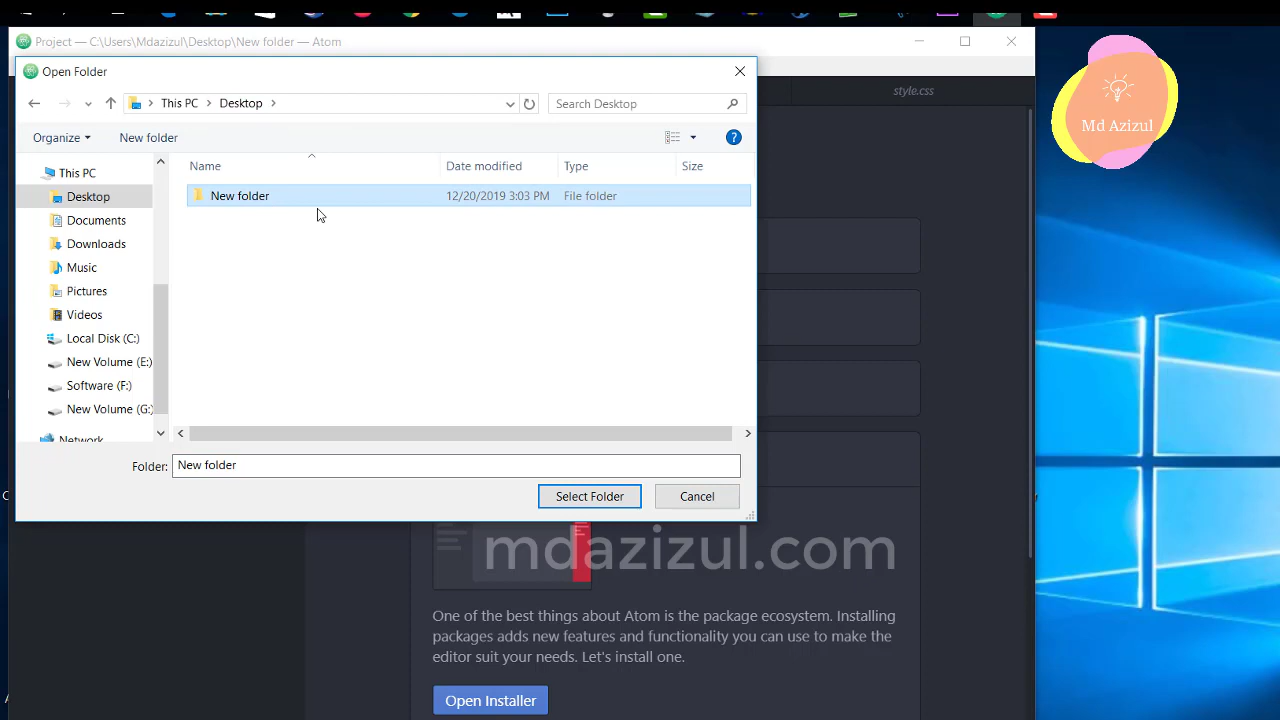 Project — C:\Users\Mdazizul\Desktop\New folder — Atom
Open Folder
This PC
Desktop
Search Desktop
Organize
New folder
?
style.css
Md Azizul
Name
Date modified
Type
Size
This PC
Desktop
Documents
Downloads
Music
Pictures
Videos
Local Disk (C:)
New Volume (E:)
Software (F:)
New Volume (G:)
Network
New folder
12/20/2019 3:03 PM
File folder
Folder:
New folder
Select Folder
Cancel
mdazizul.com
One of the best things about Atom is the package ecosystem. Installing
packages adds new features and functionality you can use to make the
editor suit your needs. Let's install one.
Open Installer